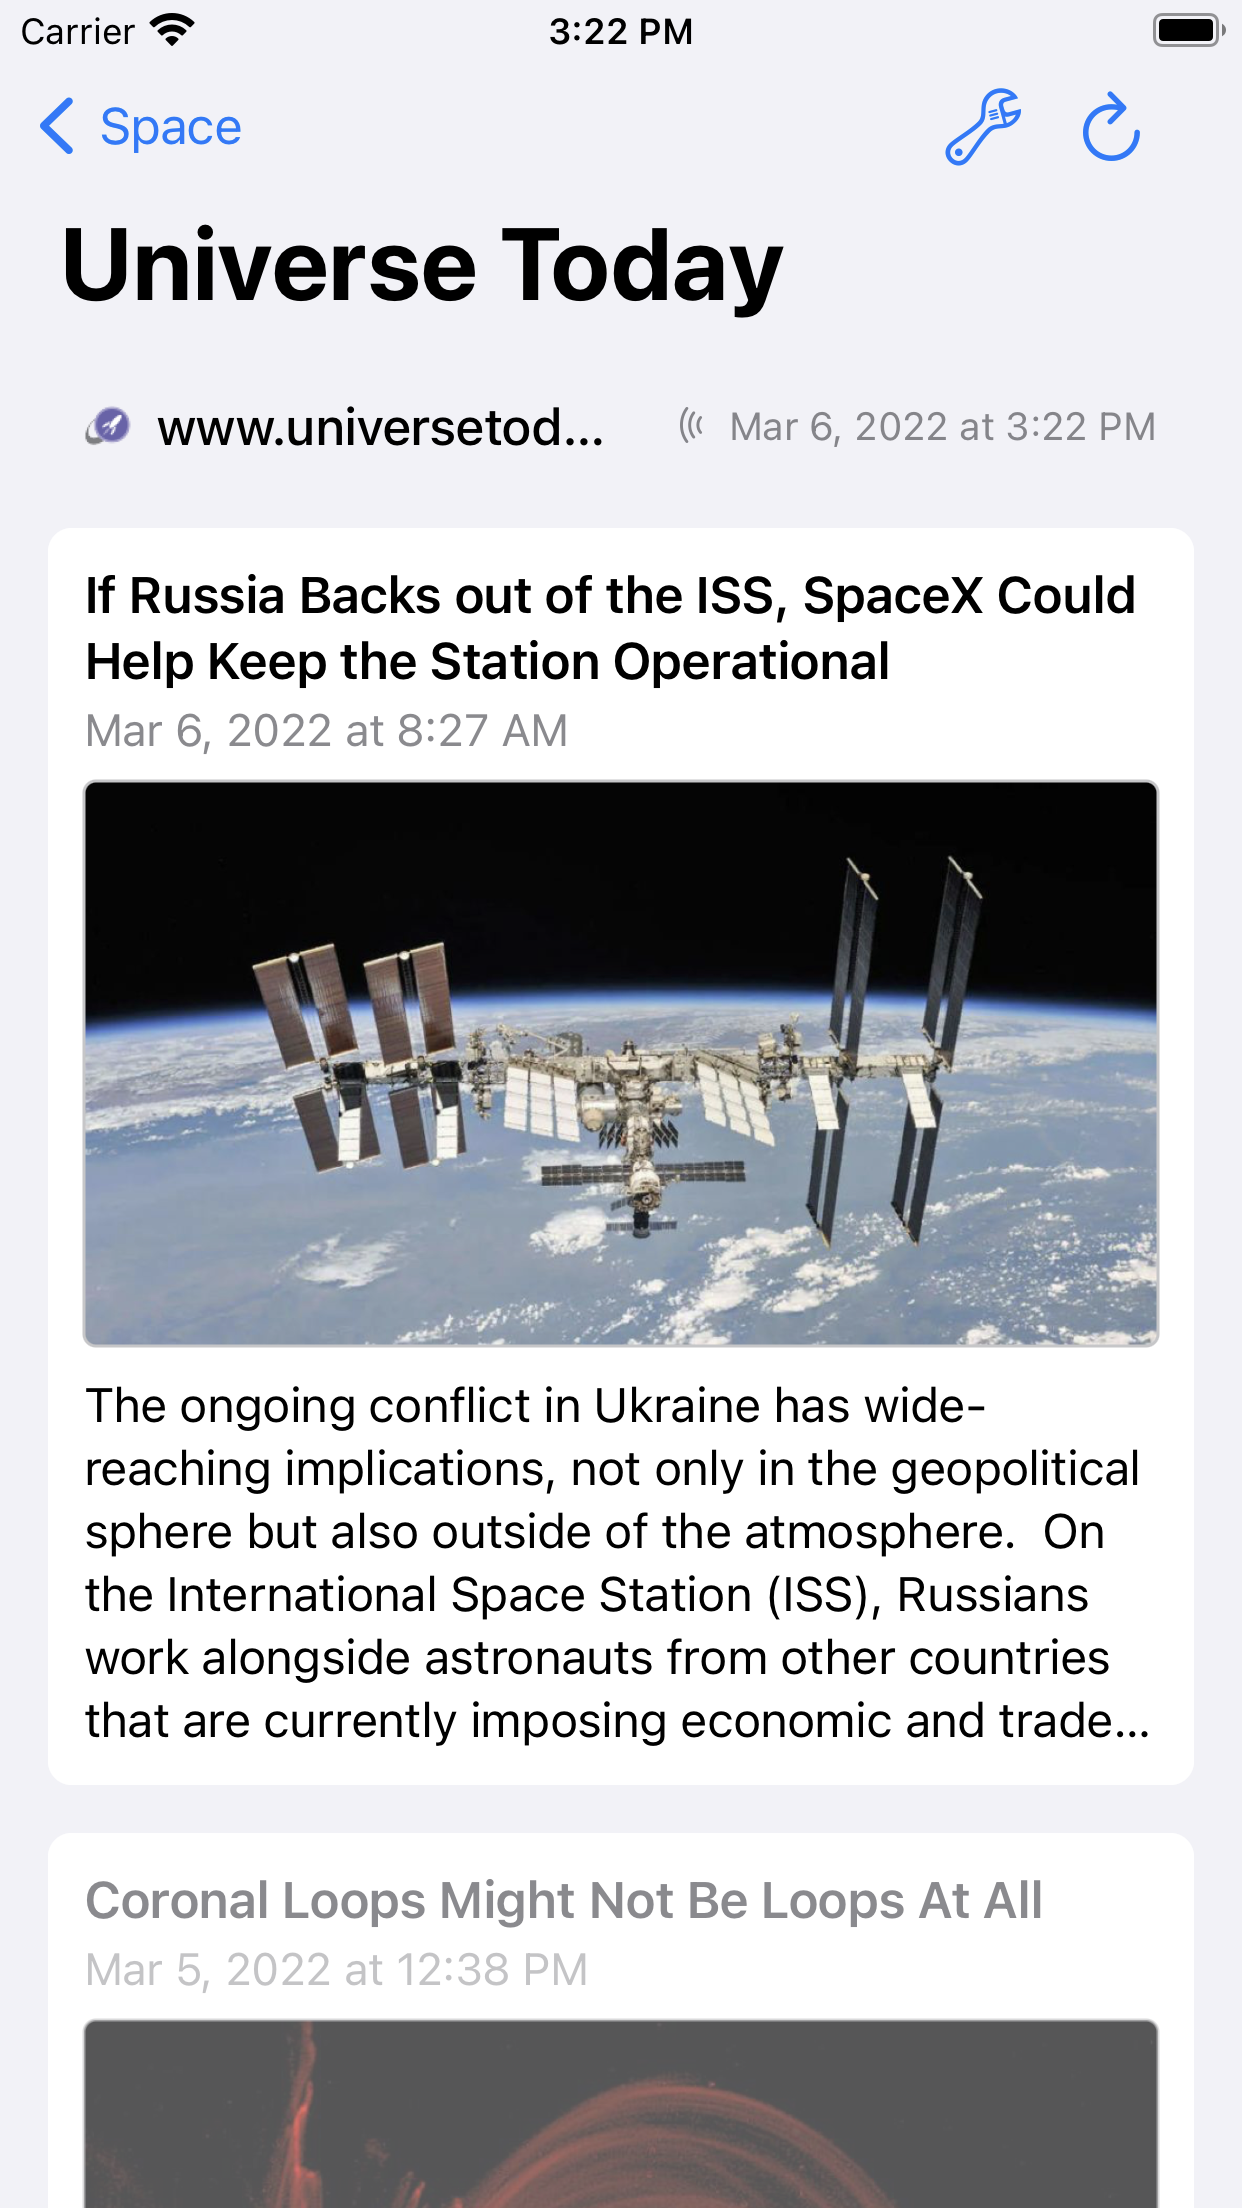 Carrier 3:22 PM
Space
Universe Today
www.universetod... Mar 6, 2022 at 3:22 PM
If Russia Backs out of the ISS, SpaceX Could
Help Keep the Station Operational
Mar 6, 2022 at 8:27 AM
The ongoing conflict in Ukraine has wide-
reaching implications, not only in the geopolitical
sphere but also outside of the atmosphere.  On
the International Space Station (ISS), Russians
work alongside astronauts from other countries
that are currently imposing economic and trade...
Coronal Loops Might Not Be Loops At All
Mar 5, 2022 at 12:38 PM